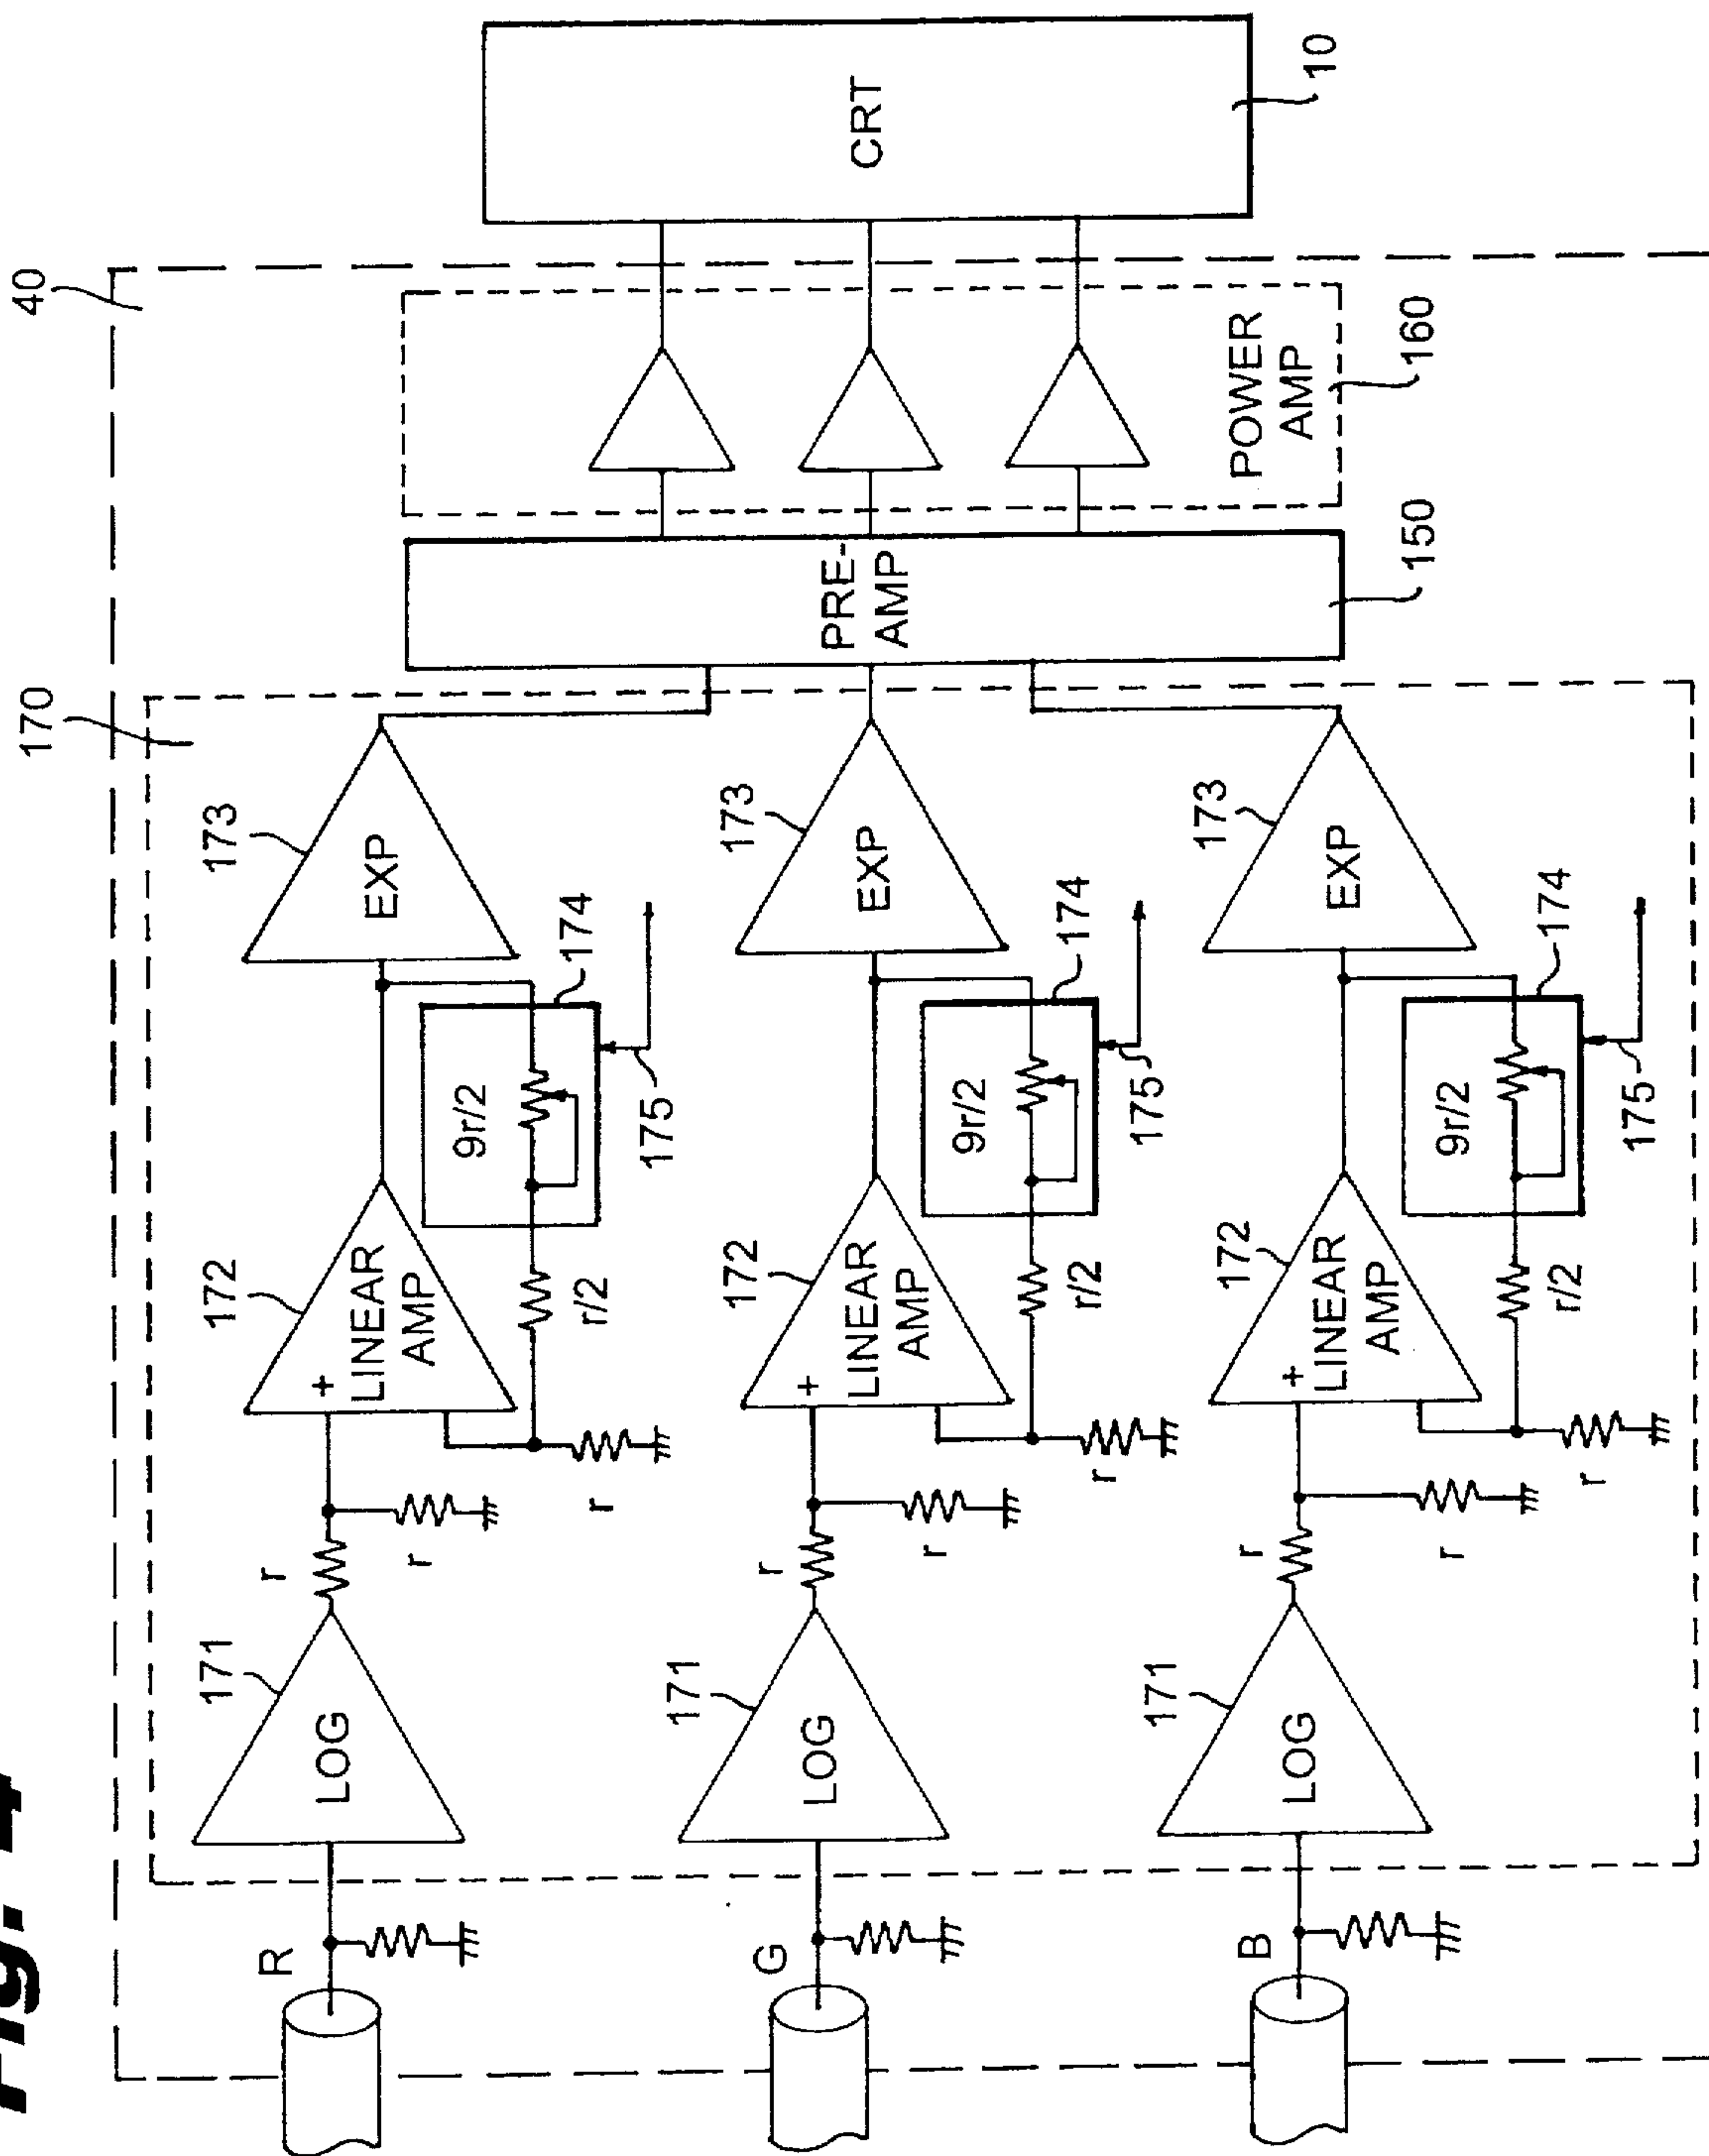 Fig. 4
40
170
R
171
LOG
r
r
172
+
LINEAR
AMP
r
r/2
9r/2
174
175
173
EXP
G
171
LOG
r
r
172
+
LINEAR
AMP
r
r/2
9r/2
174
175
173
EXP
B
171
LOG
r
r
172
+
LINEAR
AMP
r
r/2
9r/2
174
175
173
EXP
PRE-
AMP
150
POWER
AMP
160
CRT
10